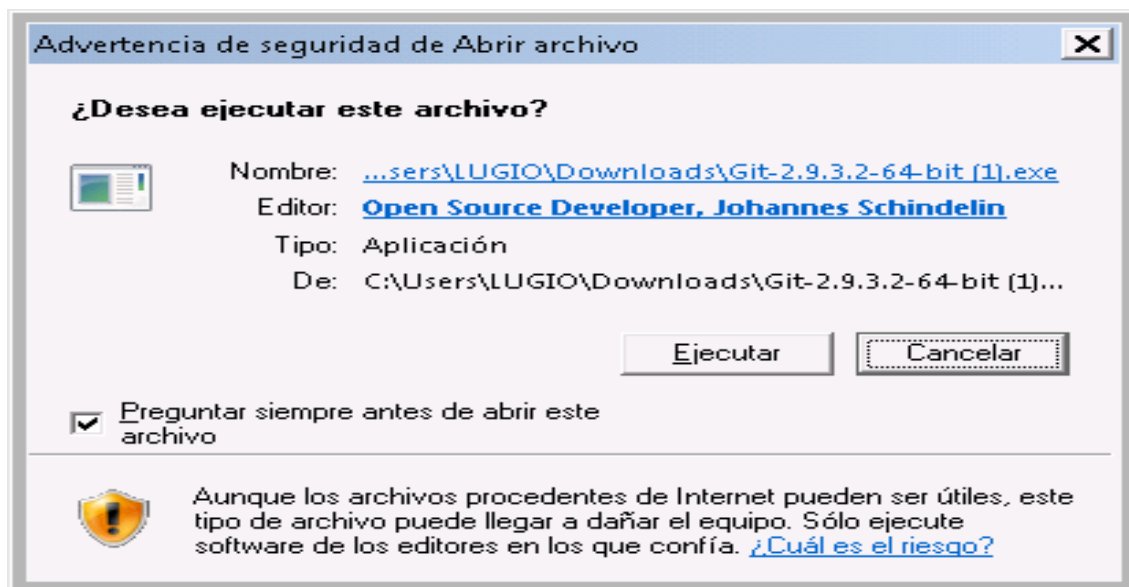 Advertencia de seguridad de Abrir archivo
¿Desea ejecutar este archivo?
Nombre: ...sers\LUGIO\Downloads\Git-2.9.3.2-64-bit (1).exe
Editor: Open Source Developer, Johannes Schindelin
Tipo: Aplicación
De: C:\Users\LUGIO\Downloads\Git-2.9.3.2-64-bit (1)...
Ejecutar Cancelar
Preguntar siempre antes de abrir este
archivo
Aunque los archivos procedentes de Internet pueden ser útiles, este
tipo de archivo puede llegar a dañar el equipo. Sólo ejecute
software de los editores en los que confía. ¿Cuál es el riesgo?